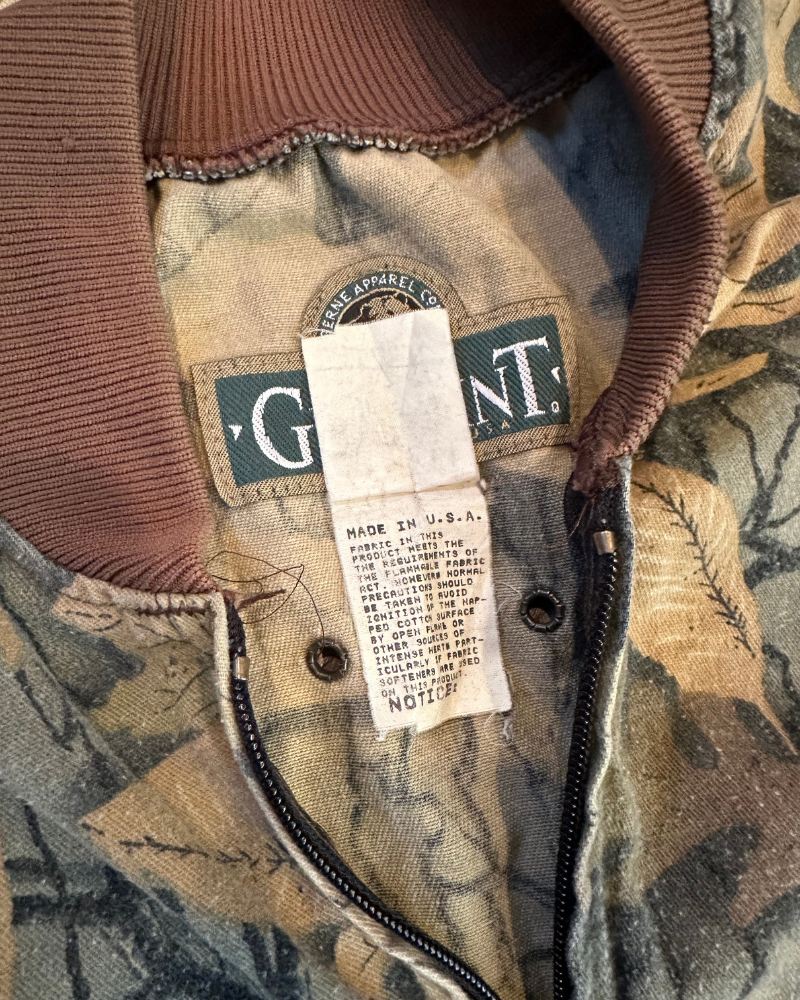 APPAREL CO
G NT.
USA
MADE IN U.S.A.
FABRIC IN THIS
PRODUCT MEETS THE
THE REQUIREMENTS OF
THE FLAMMABLE FABRIC
ACT. HOWEVER NORMAL
PRECAUTIONS SHOULD
BE TAKEN TO AVOID
IGNITION OF THE NAP-
PED COTTON SURFACE
BY OPEN FLAME OR
OTHER SOURCES OF
INTENSE HEAT PART-
ICULARLY IF FABRIC
SOFTENERS ARE USED
ON THIS PRODUCT.
NOTICE!